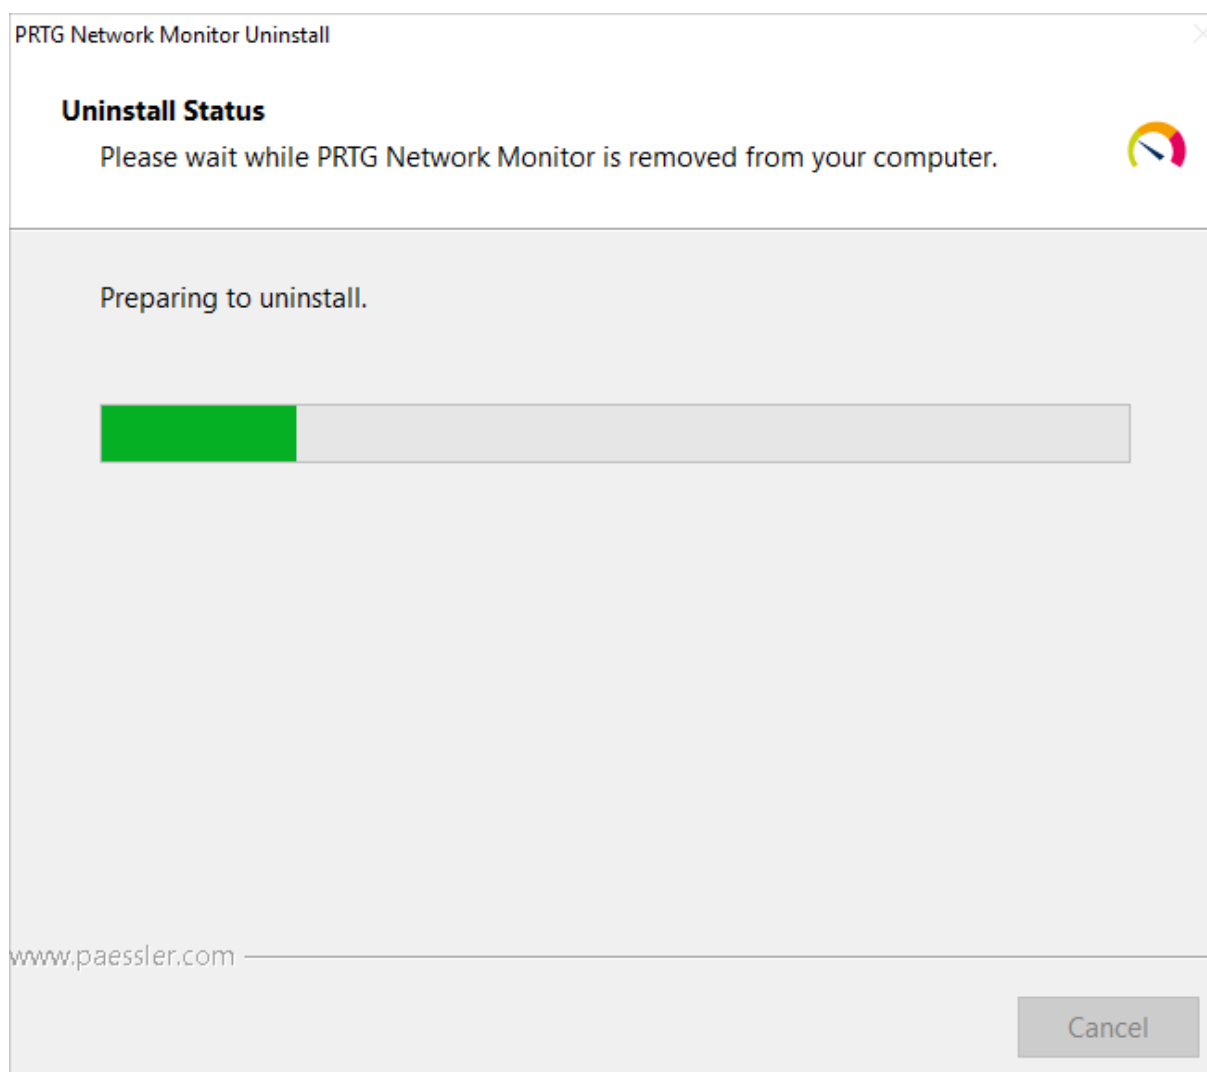 PRTG Network Monitor Uninstall
Uninstall Status
Please wait while PRTG Network Monitor is removed from your computer.
Preparing to uninstall.
www.paessler.com
Cancel